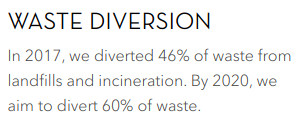 WASTE DIVERSION
In 2017, we diverted 46% of waste from
landfills and incineration. By 2020, we
aim to divert 60% of waste.